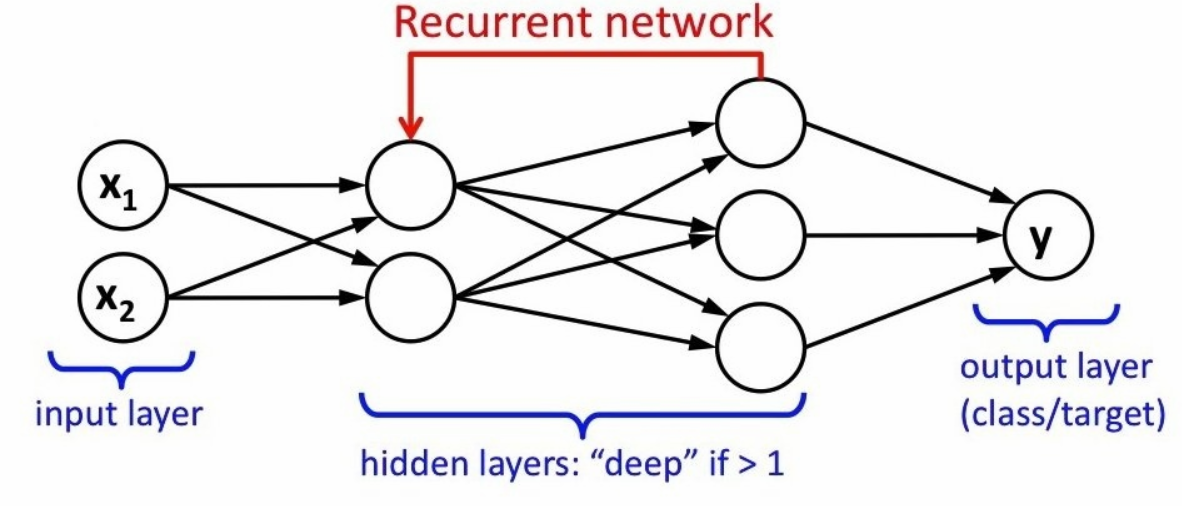 Recurrent network
x₁
x₂
y
input layer
hidden layers: “deep” if > 1
output layer
(class/target)